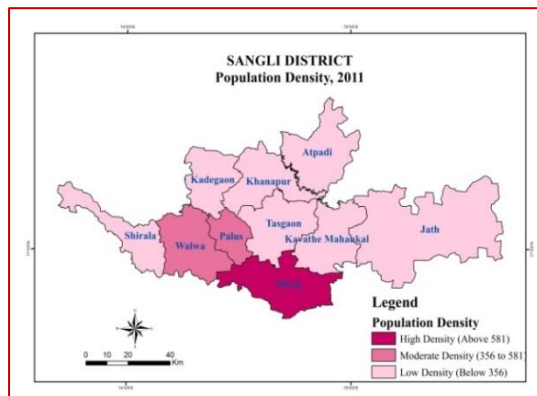 SANGLI DISTRICT
Population Density, 2011
Atpadi
Kadegaon
Khanapur
Tasgaon
Shirala
Walwa
Palus
Kavathe Mahankal
Jath
Legend
Population Density
High Density (Above 581)
Moderate Density (356 to 581)
Low Density (Below 356)
0 10 20 40
Km